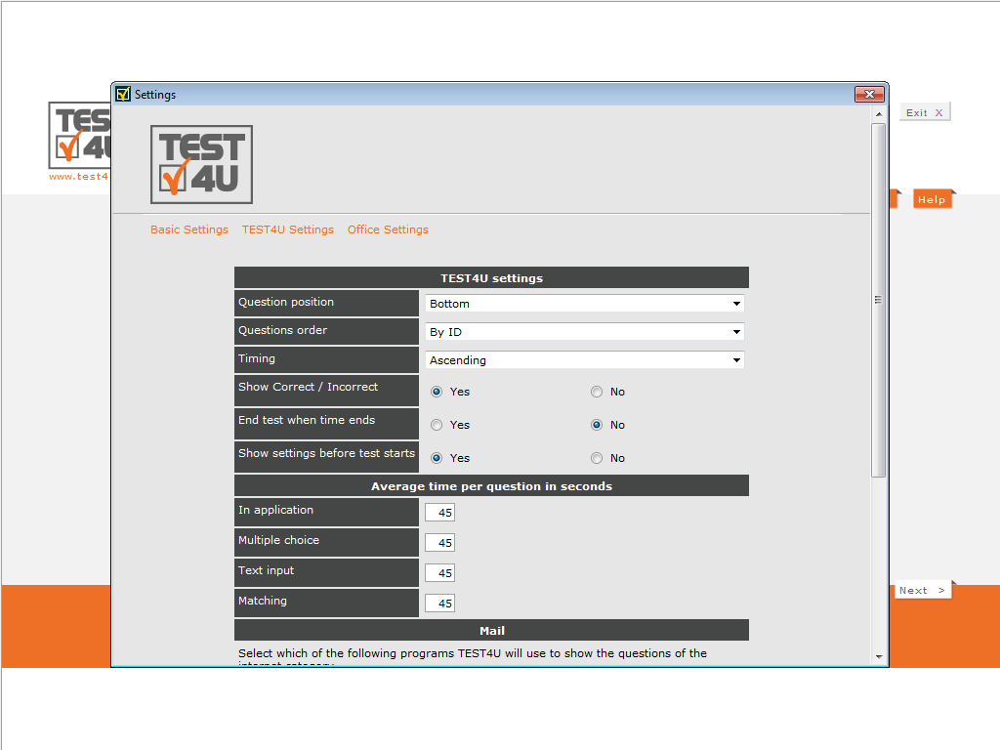 Settings
TEST
4U
www.test4
Exit X
TEST
4U
Help
Basic Settings TEST4U Settings Office Settings
TEST4U settings
Question position Bottom
Questions order By ID
Timing Ascending
Show Correct / Incorrect Yes No
End test when time ends Yes No
Show settings before test starts Yes No
Average time per question in seconds
In application 45
Multiple choice 45
Text input 45
Matching 45
Next >
Mail
Select which of the following programs TEST4U will use to show the questions of the
internet category